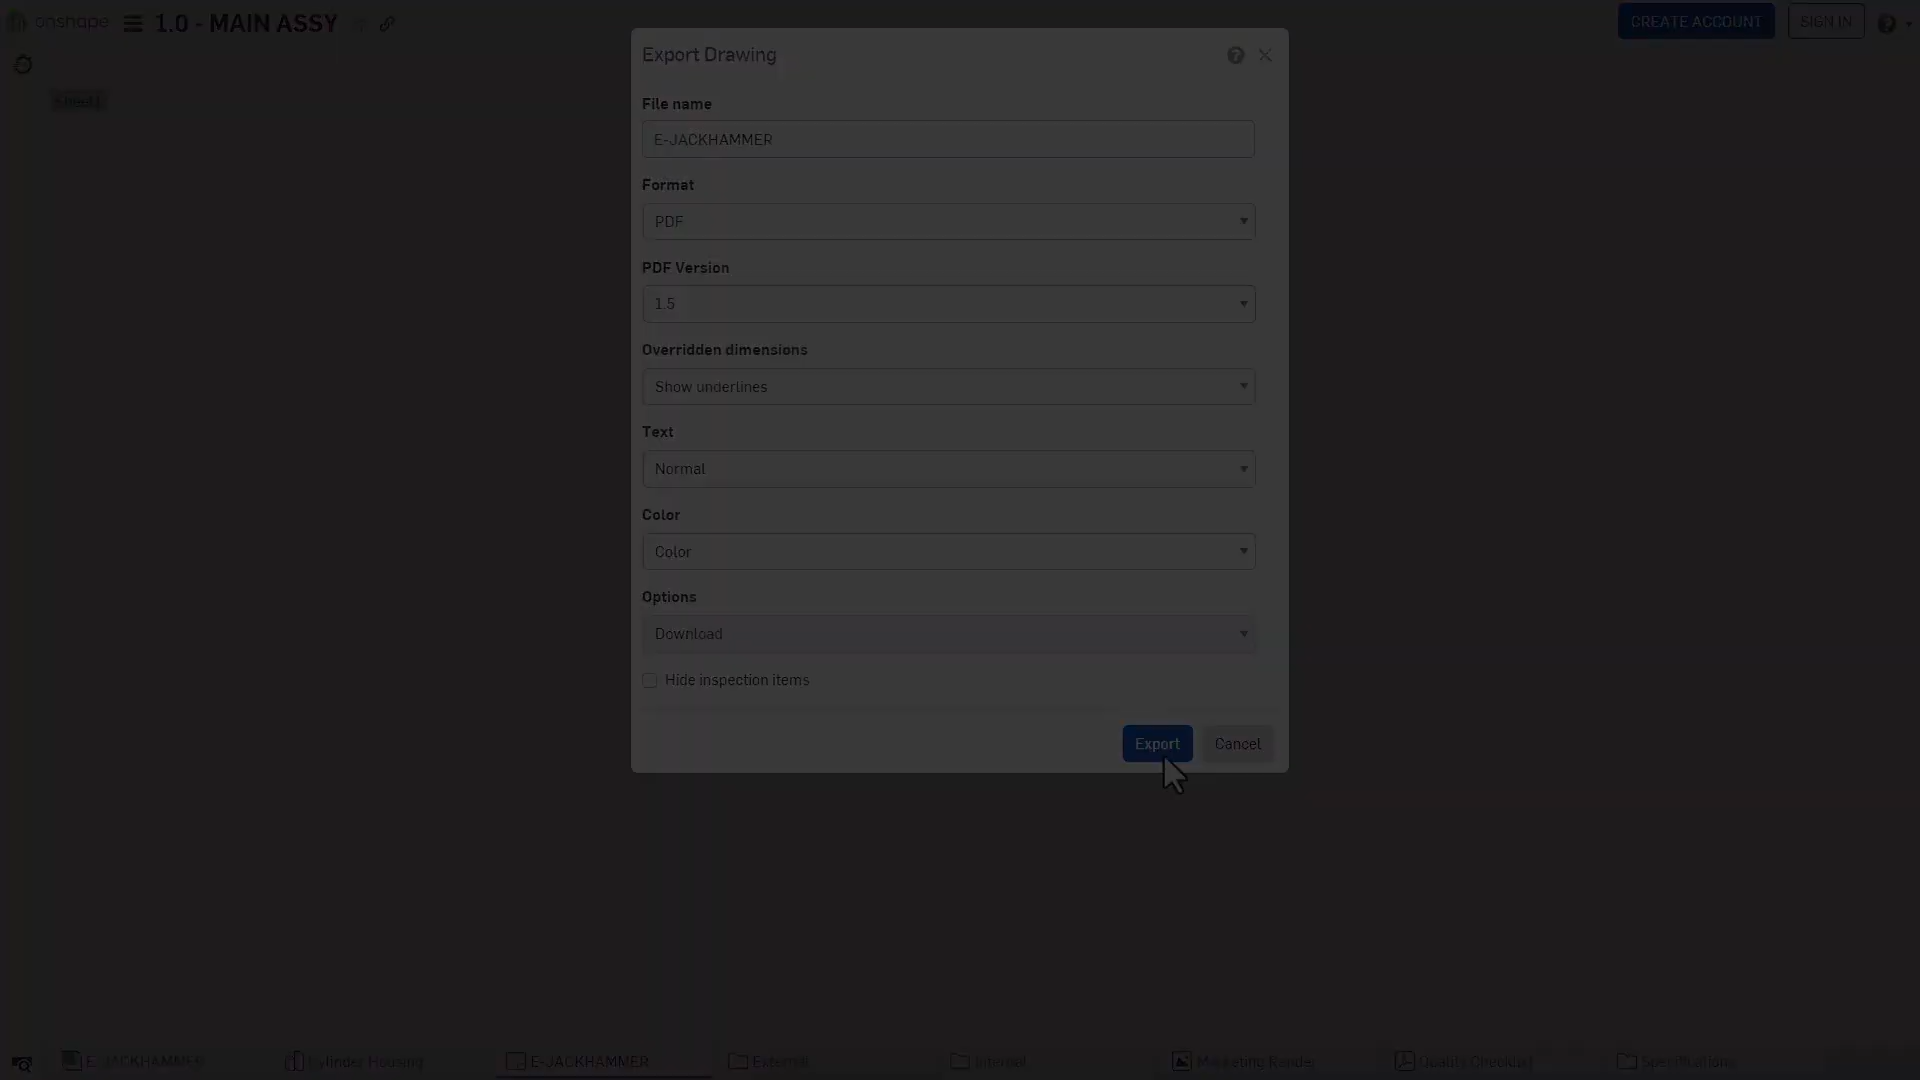 onshape 1.0 - MAIN ASSY CREATE ACCOUNT SIGN IN
Sheet1
Export Drawing
File name
E-JACKHAMMER
Format
PDF
PDF Version
1.5
Overridden dimensions
Show underlines
Text
Normal
Color
Color
Options
Download
Hide inspection items
Export Cancel
E-JACKHAMMER Cylinder Housing E-JACKHAMMER External Internal Marketing Render Quality Checklist Specifications